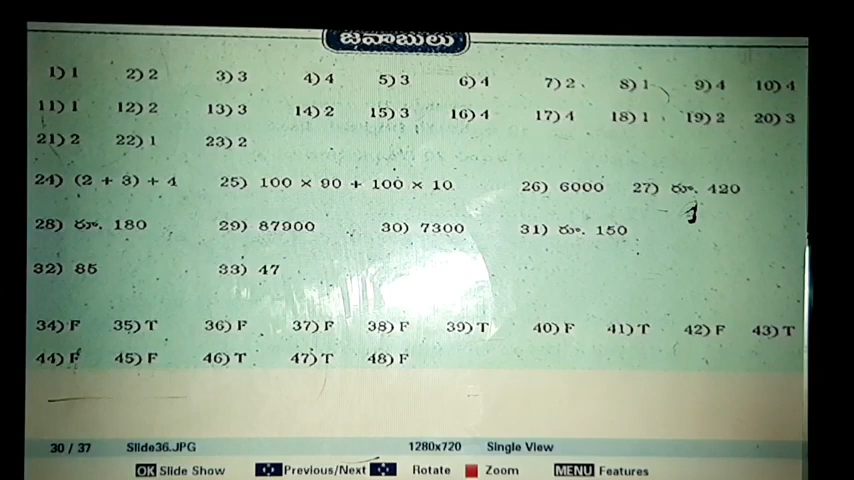 జవాబులు
1) 1 2) 2 3) 3 4) 4 5) 3 6) 4 7) 2 8) 1 9) 4 10) 4
11) 1 12) 2 13) 3 14) 2 15) 3 16) 4 17) 4 18) 1 19) 2 20) 3
21) 2 22) 1 23) 2
24) (2 + 3) + 4 25) 100 × 90 + 100 × 10 26) 6000 27) రూ. 420
28) రూ. 180 29) 87900 30) 7300 31) రూ. 150
32) 85 33) 47
34) F 35) T 36) F 37) F 38) F 39) T 40) F 41) T 42) F 43) T
44) F 45) F 46) T 47) T 48) F
30 / 37 Slide36.JPG 1280x720 Single View
OK Slide Show Previous/Next Rotate Zoom MENU Features